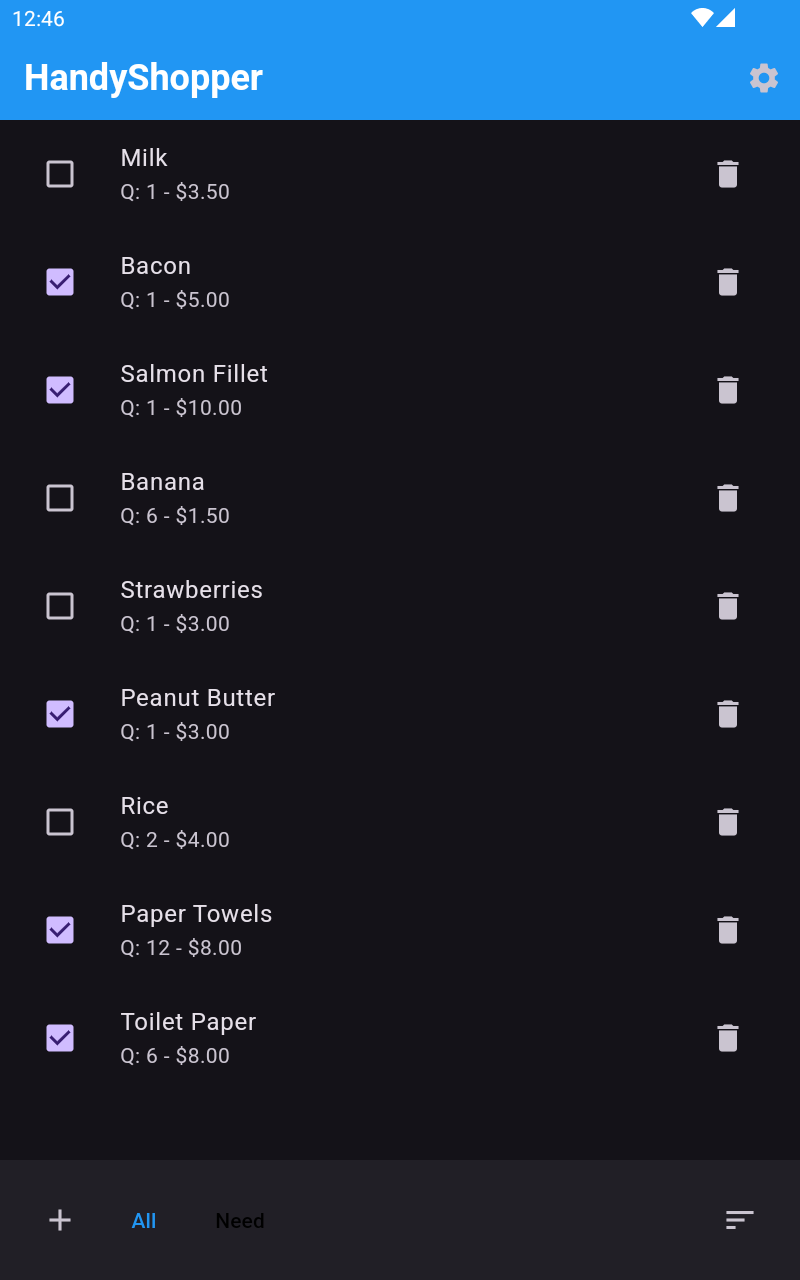 12:46
HandyShopper
Milk
Q: 1 - $3.50
Bacon
Q: 1 - $5.00
Salmon Fillet
Q: 1 - $10.00
Banana
Q: 6 - $1.50
Strawberries
Q: 1 - $3.00
Peanut Butter
Q: 1 - $3.00
Rice
Q: 2 - $4.00
Paper Towels
Q: 12 - $8.00
Toilet Paper
Q: 6 - $8.00
All Need